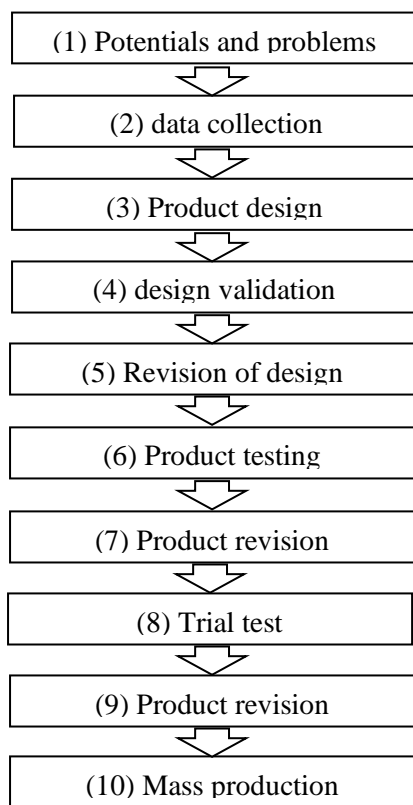 (1) Potentials and problems
(2) data collection
(3) Product design
(4) design validation
(5) Revision of design
(6) Product testing
(7) Product revision
(8) Trial test
(9) Product revision
(10) Mass production